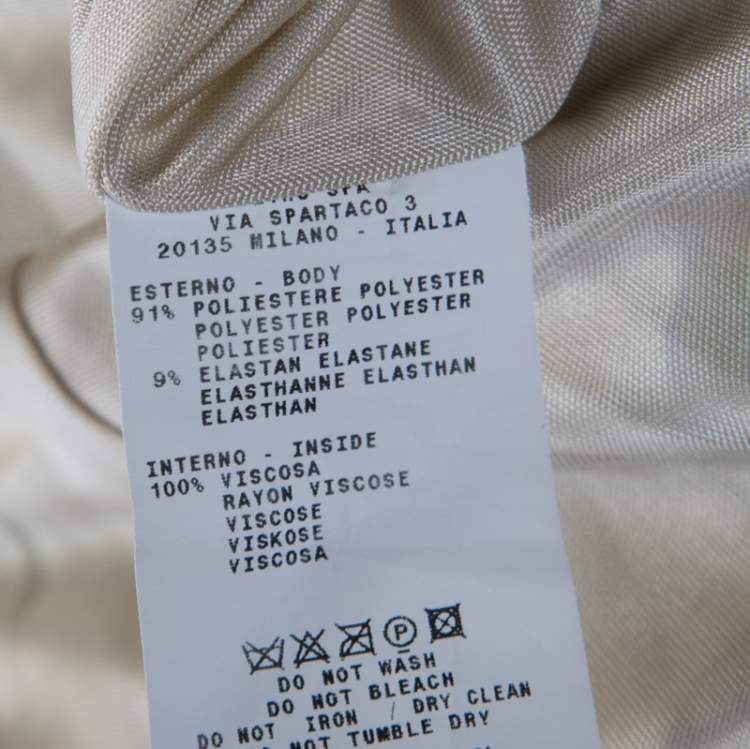 SPA
VIA SPARTACO 3
20135 MILANO - ITALIA
ESTERNO - BODY
91% POLIESTERE POLYESTER
POLYESTER POLYESTER
POLIESTER
9% ELASTAN ELASTANE
ELASTHANNE ELASTHAN
ELASTHAN
INTERNO - INSIDE
100% VISCOSA
RAYON VISCOSE
VISCOSE
VISKOSE
VISCOSA
P
DO NOT WASH
DO NOT BLEACH
DO NOT IRON / DRY CLEAN
NOT TUMBLE DRY